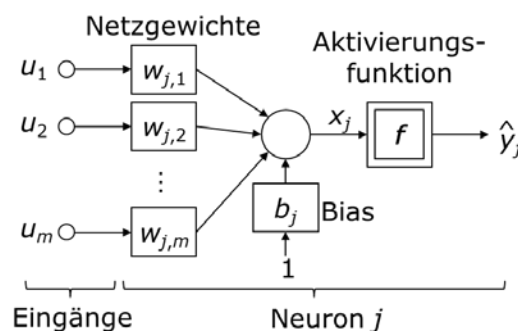 Netzgewichte
Aktivierungs-
funktion
u1
wj,1
u2
wj,2
xj
f
ŷj
⋮
um
wj,m
bj
Bias
1
Eingänge
Neuron j